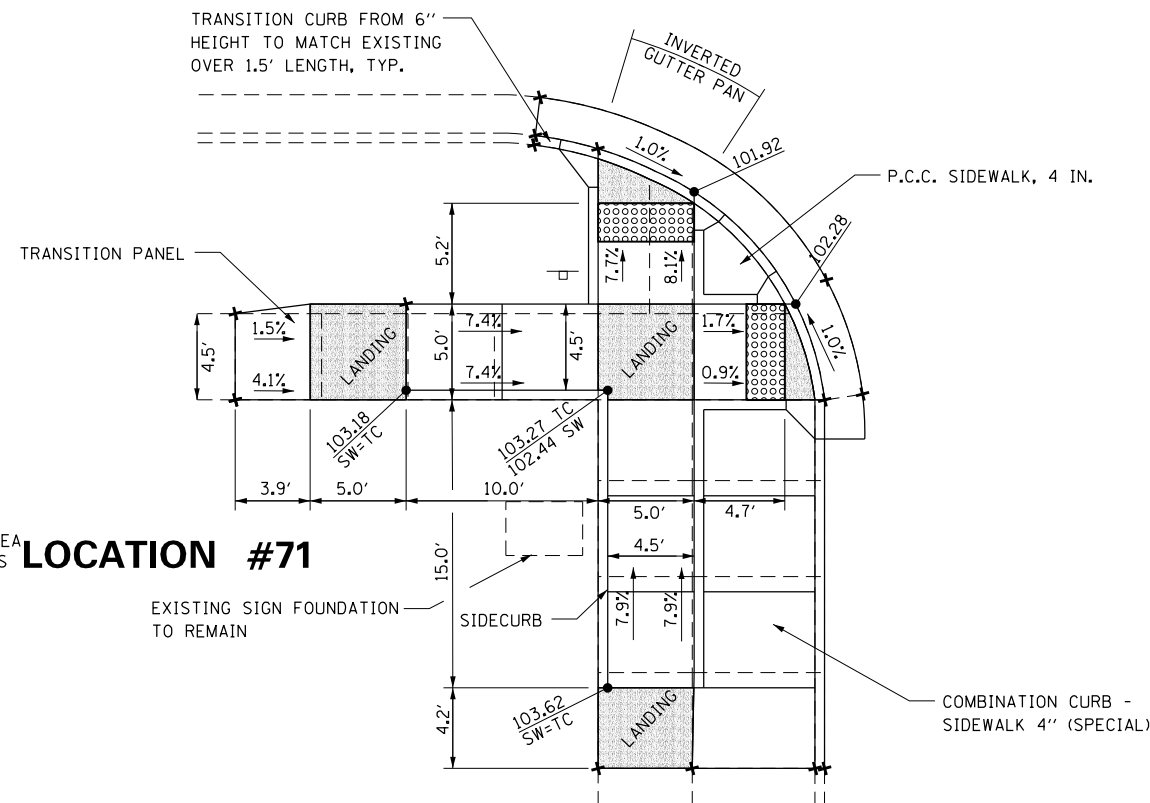 TRANSITION CURB FROM 6''
HEIGHT TO MATCH EXISTING
OVER 1.5' LENGTH, TYP.
INVERTED
GUTTER PAN
1.0%
101.92
P.C.C. SIDEWALK, 4 IN.
102.28
TRANSITION PANEL
5.2'
7.7%
8.1%
1.0%
4.5'
1.5%
4.1%
LANDING
5.0'
7.4%
7.4%
4.5'
LANDING
1.7%
0.9%
103.18
SW=TC
103.27 TC
102.44 SW
3.9'
5.0'
10.0'
5.0'
4.7'
EA
S
LOCATION #71
15.0'
4.5'
EXISTING SIGN FOUNDATION
TO REMAIN
SIDECURB
7.9%
7.9%
4.2'
103.62
SW=TC
LANDING
COMBINATION CURB -
SIDEWALK 4'' (SPECIAL)